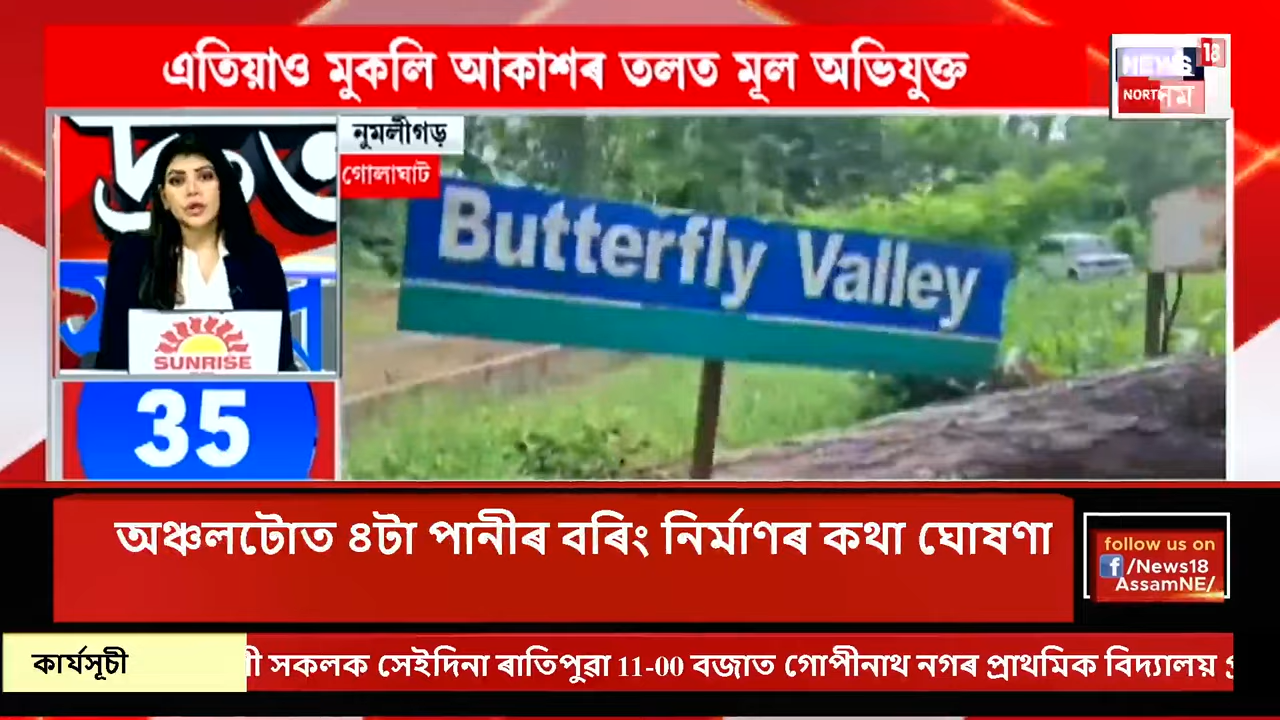 এতিয়াও মুকলি আকাশৰ তলত মূল অভিযুক্ত
NEWS 18
NORTH
নুমলীগড়
গোলাঘাট
Butterfly Valley
SUNRISE
35
অঞ্চলটোত ৪টা পানীৰ বৰিং নিৰ্মাণৰ কথা ঘোষণা
follow us on
/News18
AssamNE/
কাৰ্যসূচী
সকলক সেইদিনা ৰাতিপুৱা 11-00 বজাত গোপীনাথ নগৰ প্ৰাথমিক বিদ্যালয়